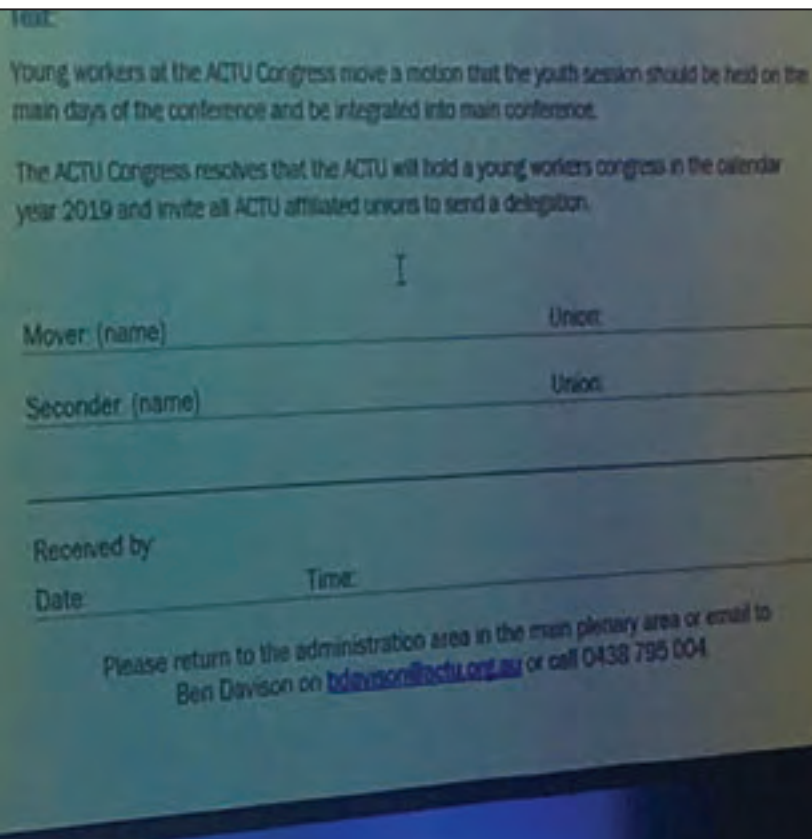 Text:
Young workers at the ACTU Congress move a motion that the youth session should be held on the
main days of the conference and be integrated into main conference.
The ACTU Congress resolves that the ACTU will hold a young workers congress in the calendar
year 2019 and invite all ACTU affiliated unions to send a delegation.
Mover: (name) Union:
Seconder: (name) Union:
Received by:
Date: Time:
Please return to the administration area in the main plenary area or email to
Ben Davison on bdavison@actu.org.au or call 0438 795 004